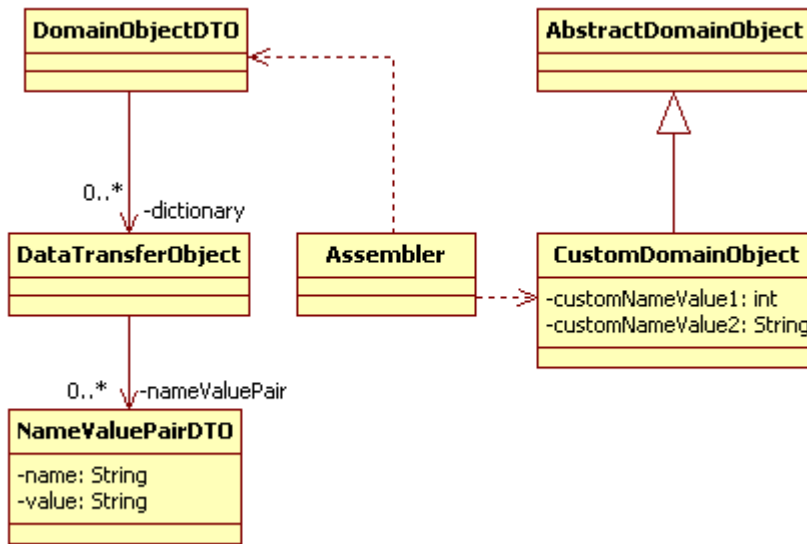 DomainObjectDTO
AbstractDomainObject
0..*
-dictionary
DataTransferObject
Assembler
CustomDomainObject
-customNameValue1: int
-customNameValue2: String
0..*
-nameValuePair
NameValuePairDTO
-name: String
-value: String